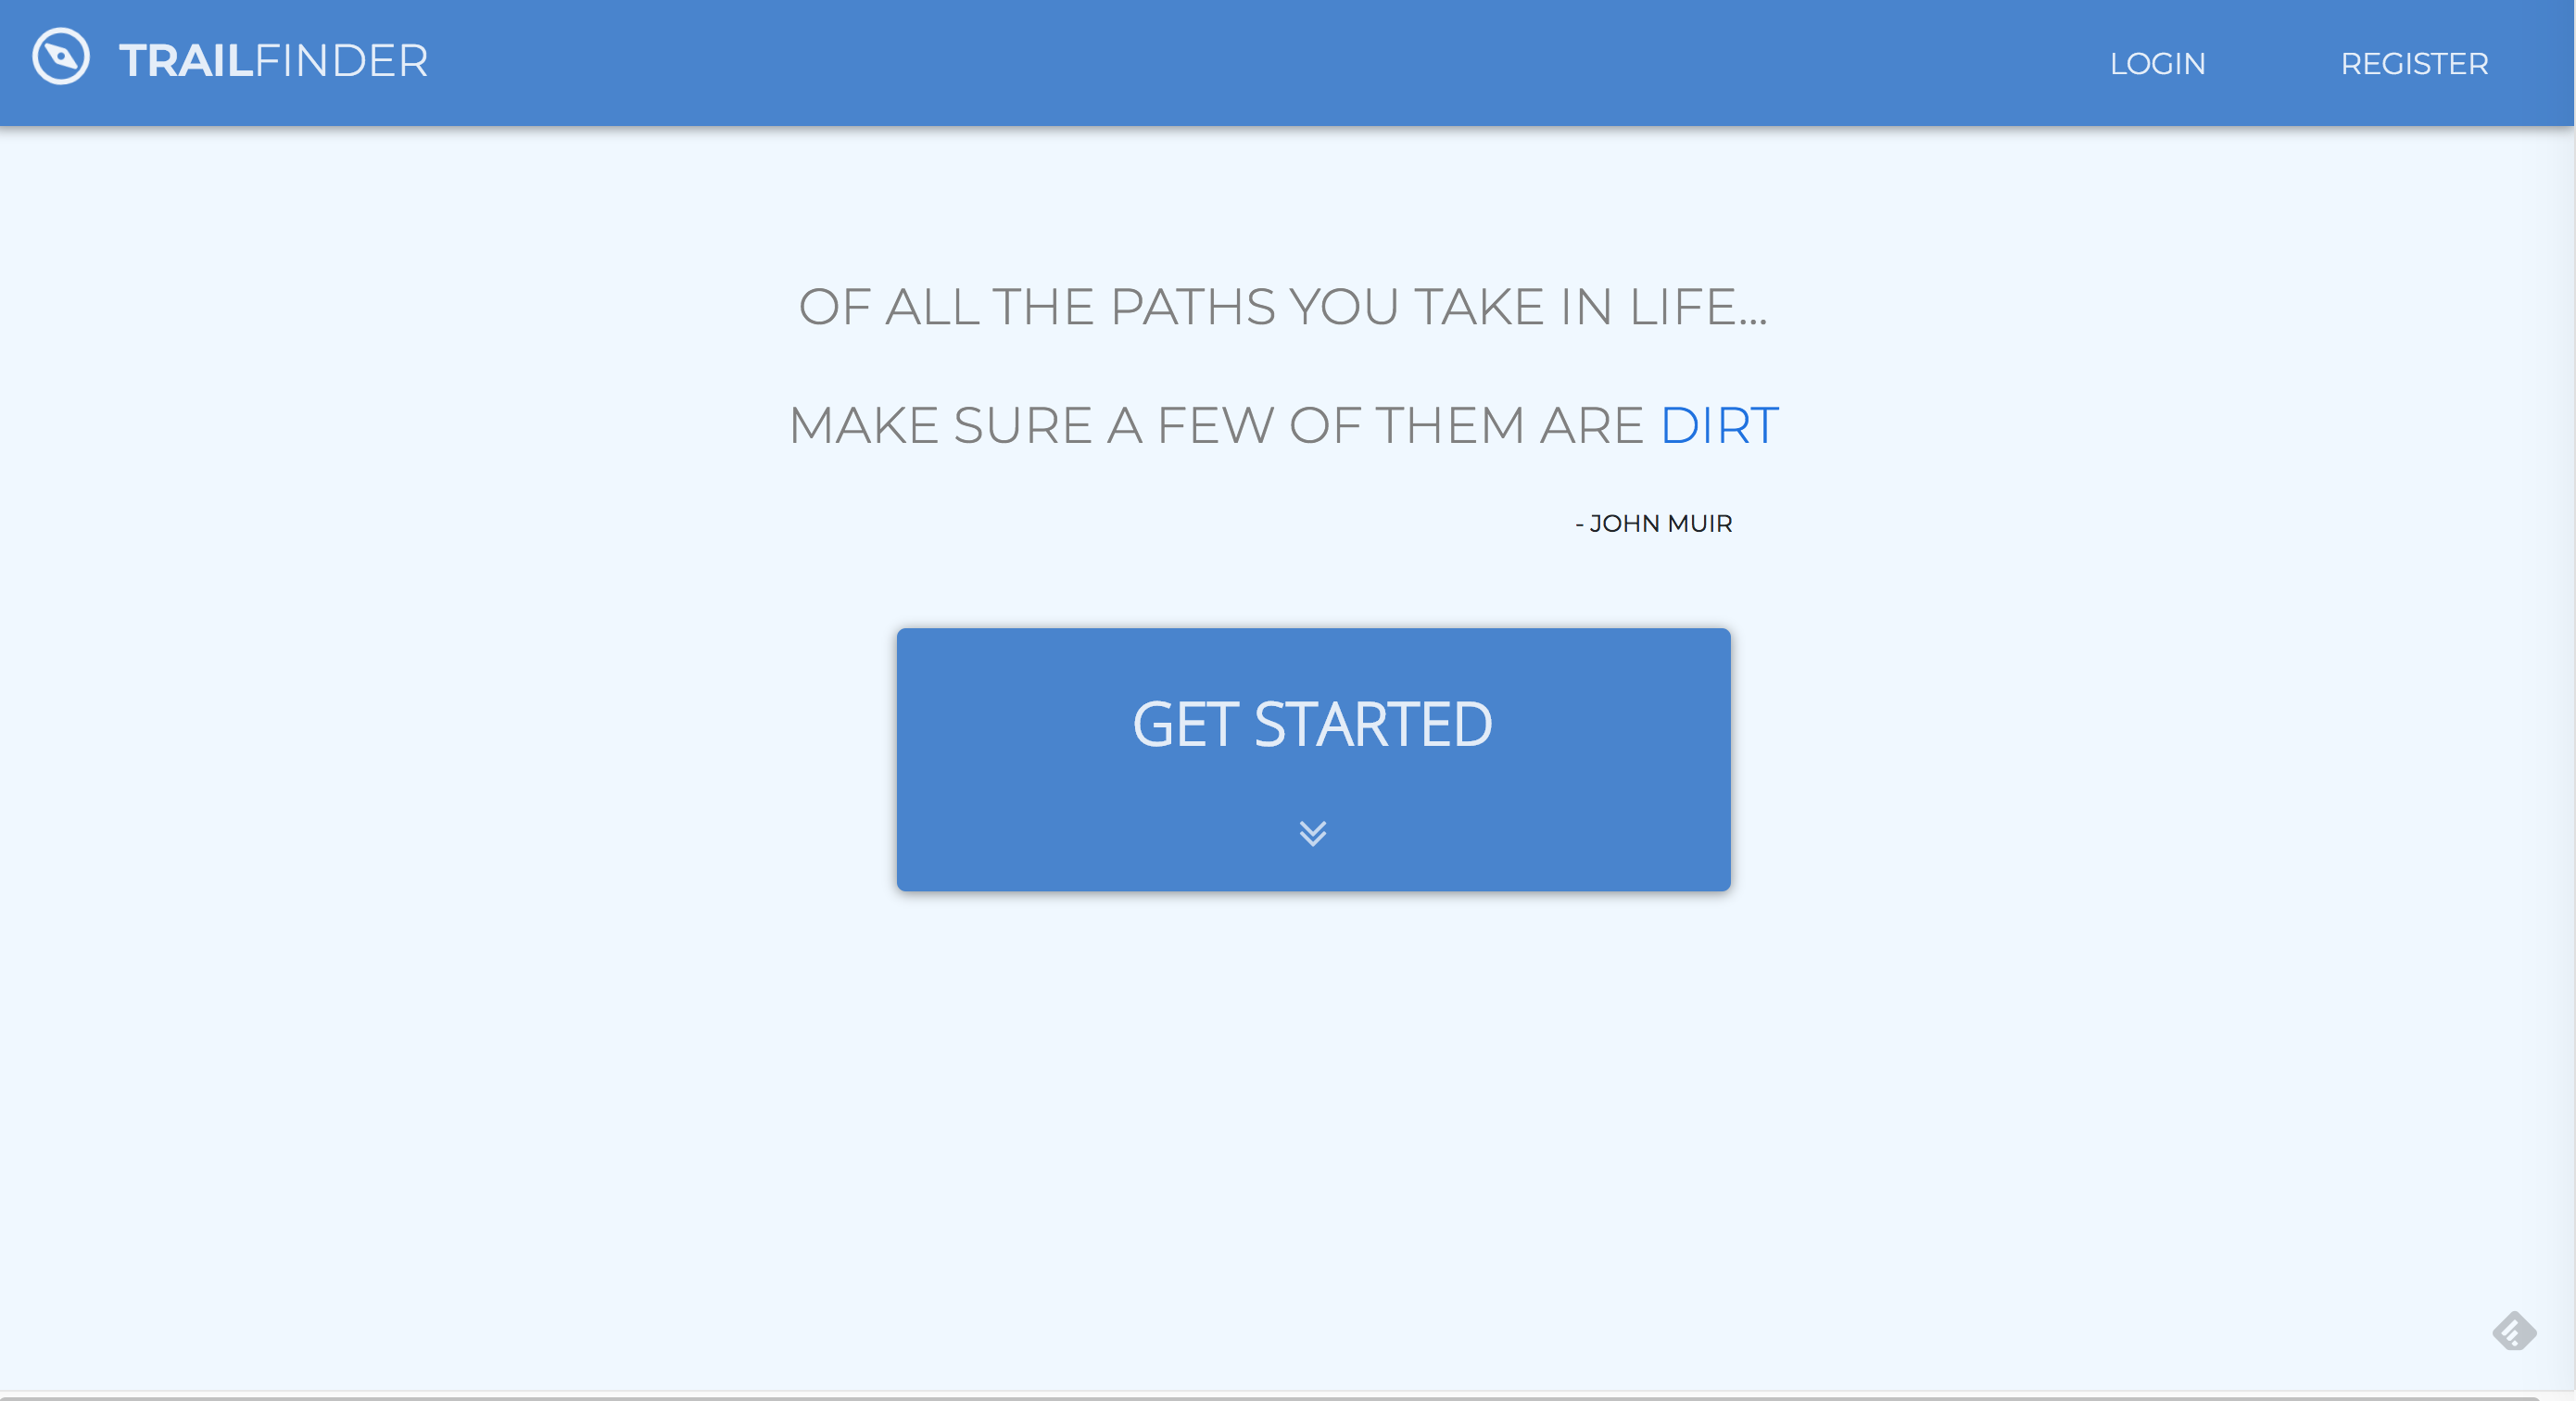 TRAILFINDER
LOGIN
REGISTER
OF ALL THE PATHS YOU TAKE IN LIFE...
MAKE SURE A FEW OF THEM ARE DIRT
- JOHN MUIR
GET STARTED